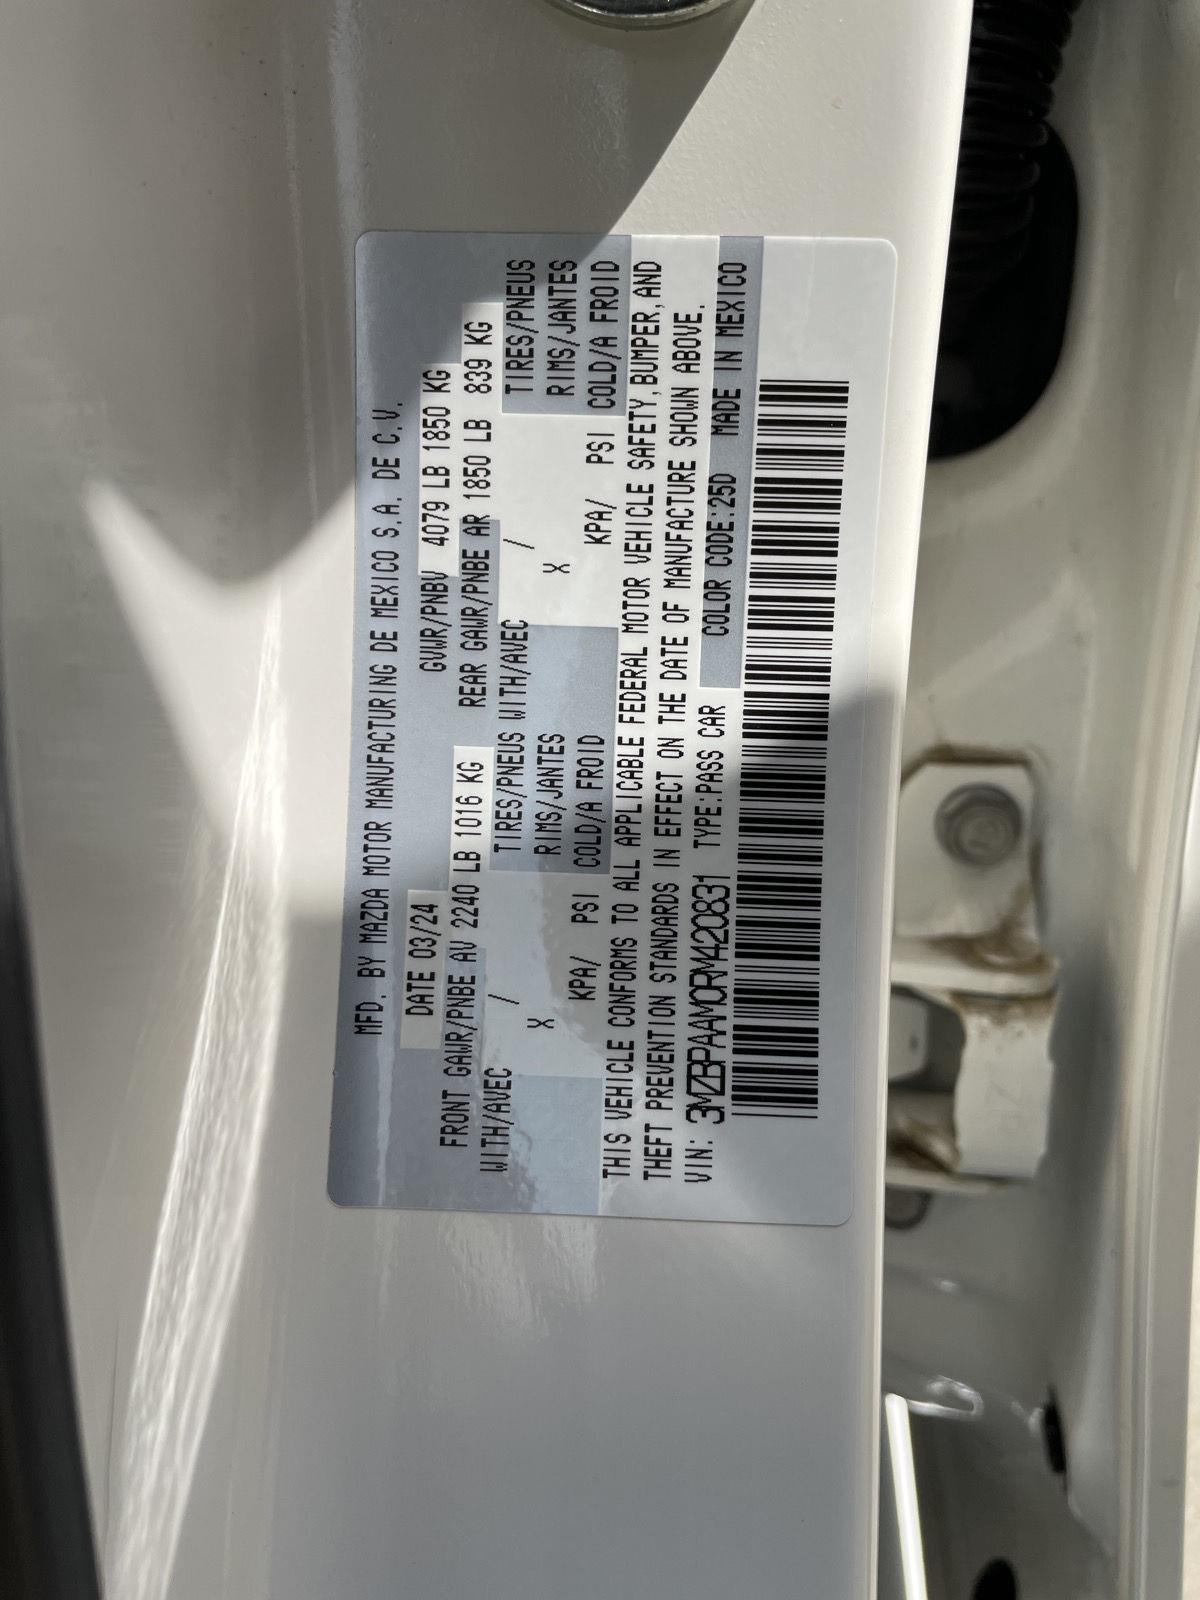 MFD. BY MAZDA MOTOR MANUFACTURING DE MEXICO S.A. DE C.V.
DATE 03/24 GVWR/PNBV 4079 LB 1850 KG
FRONT GAWR/PNBE AV 2240 LB 1016 KG REAR GAWR/PNBE AR 1850 LB 839 KG
WITH/AVEC / TIRES/PNEUS WITH/AVEC / TIRES/PNEUS
X RIMS/JANTES X RIMS/JANTES
KPA/ PSI COLD/A FROID KPA/ PSI COLD/A FROID
THIS VEHICLE CONFORMS TO ALL APPLICABLE FEDERAL MOTOR VEHICLE SAFETY, BUMPER, AND
THEFT PREVENTION STANDARDS IN EFFECT ON THE DATE OF MANUFACTURE SHOWN ABOVE.
VIN: 3MZBPAAM0RM420831 TYPE:PASS CAR COLOR CODE:25D MADE IN MEXICO